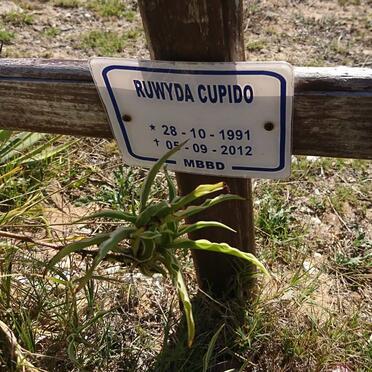 RUWYDA CUPIDO
* 28 - 10 - 1991
† 05 - 09 - 2012
MBBD